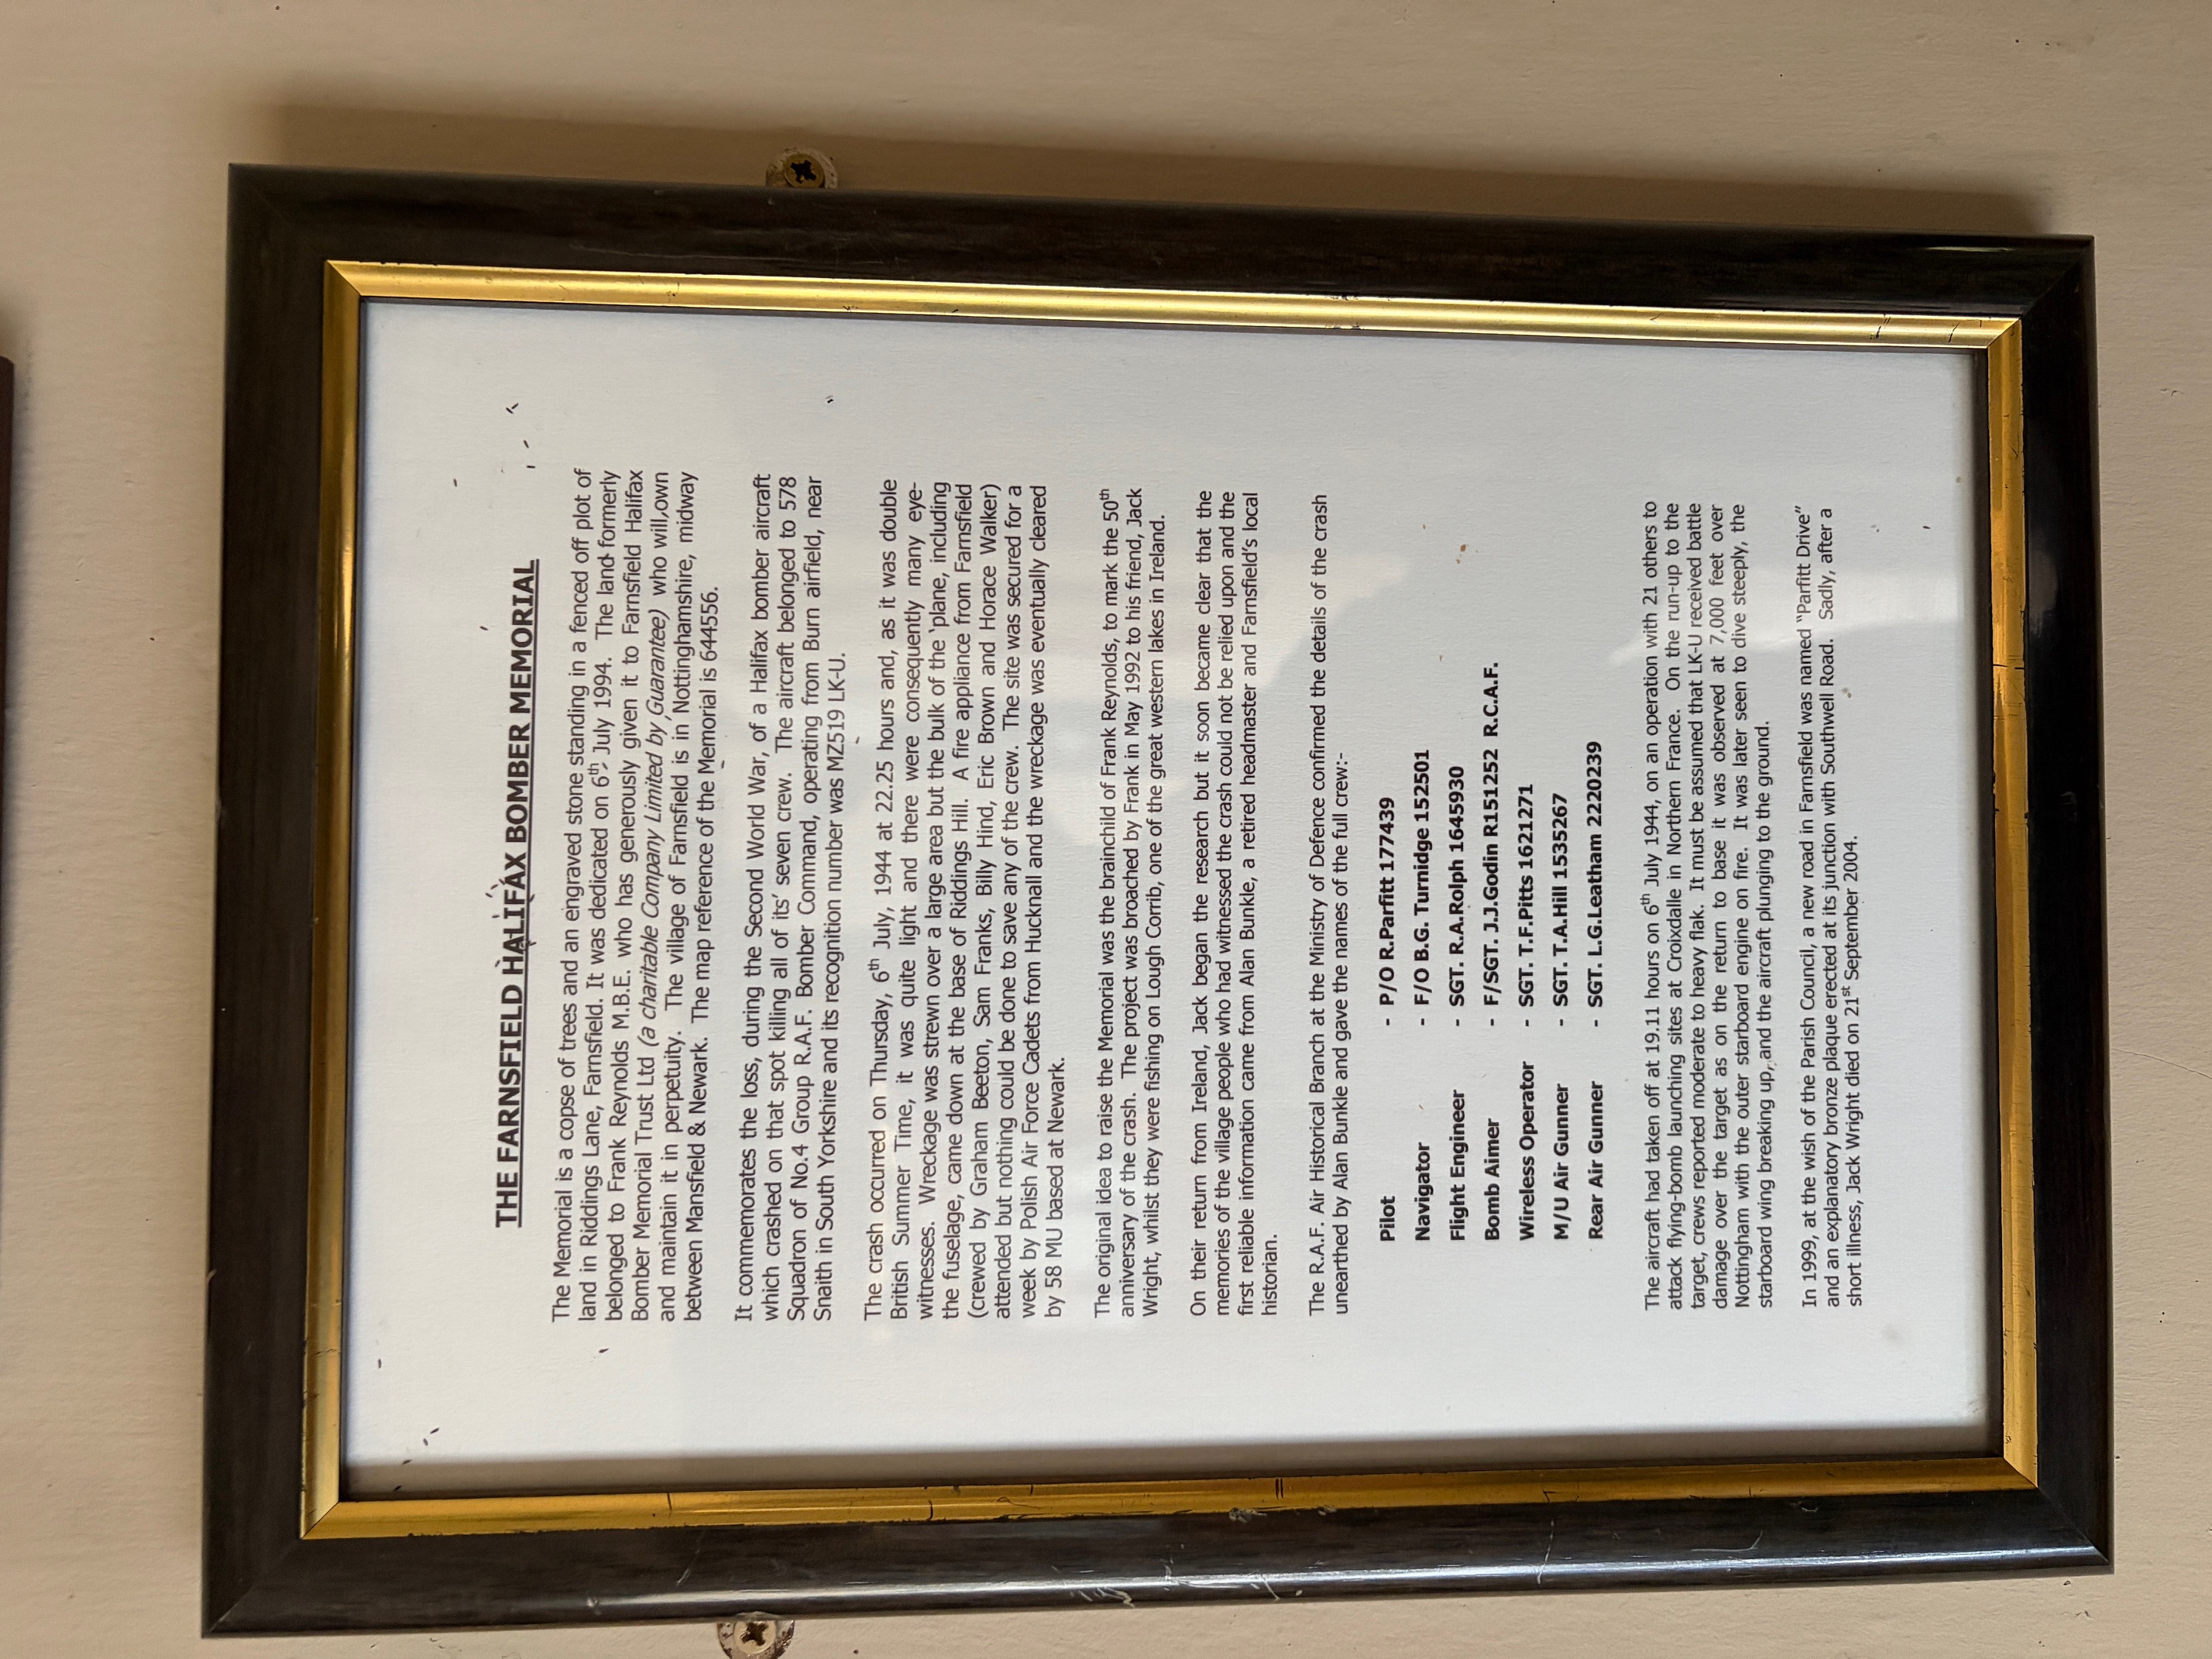 THE FARNSFIELD HALIFAX BOMBER MEMORIAL
The Memorial is a copse of trees and an engraved stone standing in a fenced off plot of
land in Riddings Lane, Farnsfield. It was dedicated on 6th July 1994. The land formerly
belonged to Frank Reynolds M.B.E. who has generously given it to Farnsfield Halifax
Bomber Memorial Trust Ltd (a charitable Company Limited by Guarantee) who will,own
and maintain it in perpetuity. The village of Farnsfield is in Nottinghamshire, midway
between Mansfield & Newark. The map reference of the Memorial is 644556.
It commemorates the loss, during the Second World War, of a Halifax bomber aircraft
which crashed on that spot killing all of its' seven crew. The aircraft belonged to 578
Squadron of No.4 Group R.A.F. Bomber Command, operating from Burn airfield, near
Snaith in South Yorkshire and its recognition number was MZ519 LK-U.
The crash occurred on Thursday, 6th July, 1944 at 22.25 hours and, as it was double
British Summer Time, it was quite light and there were consequently many eye-
witnesses. Wreckage was strewn over a large area but the bulk of the 'plane, including
the fuselage, came down at the base of Riddings Hill. A fire appliance from Farnsfield
(crewed by Graham Beeton, Sam Franks, Billy Hind, Eric Brown and Horace Walker)
attended but nothing could be done to save any of the crew. The site was secured for a
week by Polish Air Force Cadets from Hucknall and the wreckage was eventually cleared
by 58 MU based at Newark.
The original idea to raise the Memorial was the brainchild of Frank Reynolds, to mark the 50th
anniversary of the crash. The project was broached by Frank in May 1992 to his friend, Jack
Wright, whilst they were fishing on Lough Corrib, one of the great western lakes in Ireland.
On their return from Ireland, Jack began the research but it soon became clear that the
memories of the village people who had witnessed the crash could not be relied upon and the
first reliable information came from Alan Bunkle, a retired headmaster and Farnsfield's local
historian.
The R.A.F. Air Historical Branch at the Ministry of Defence confirmed the details of the crash
unearthed by Alan Bunkle and gave the names of the full crew:-
Pilot - P/O R.Parfitt 177439
Navigator - F/O B.G. Turnidge 152501
Flight Engineer - SGT. R.A.Rolph 1645930
Bomb Aimer - F/SGT. J.J.Godin R151252 R.C.A.F.
Wireless Operator - SGT. T.F.Pitts 1621271
M/U Air Gunner - SGT. T.A.Hill 1535267
Rear Air Gunner - SGT. L.G.Leatham 2220239
The aircraft had taken off at 19.11 hours on 6th July 1944, on an operation with 21 others to
attack flying-bomb launching sites at Croixdalle in Northern France. On the run-up to the
target, crews reported moderate to heavy flak. It must be assumed that LK-U received battle
damage over the target as on the return to base it was observed at 7,000 feet over
Nottingham with the outer starboard engine on fire. It was later seen to dive steeply, the
starboard wing breaking up, and the aircraft plunging to the ground.
In 1999, at the wish of the Parish Council, a new road in Farnsfield was named "Parfitt Drive"
and an explanatory bronze plaque erected at its junction with Southwell Road. Sadly, after a
short illness, Jack Wright died on 21st September 2004.